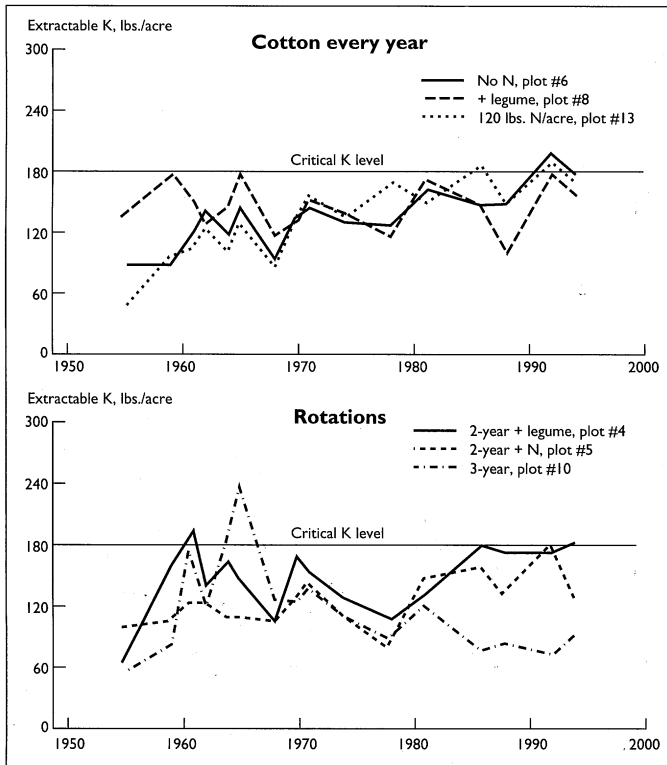 Extractable K, lbs./acre
Cotton every year
300
No N, plot #6
+ legume, plot #8
240
120 lbs. N/acre, plot #13
Critical K level
180
120
60
0
1950 1960 1970 1980 1990 2000
Extractable K, lbs./acre
300
Rotations
2-year + legume, plot #4
2-year + N, plot #5
3-year, plot #10
240
Critical K level
180
120
60
0
1950 1960 1970 1980 1990 2000